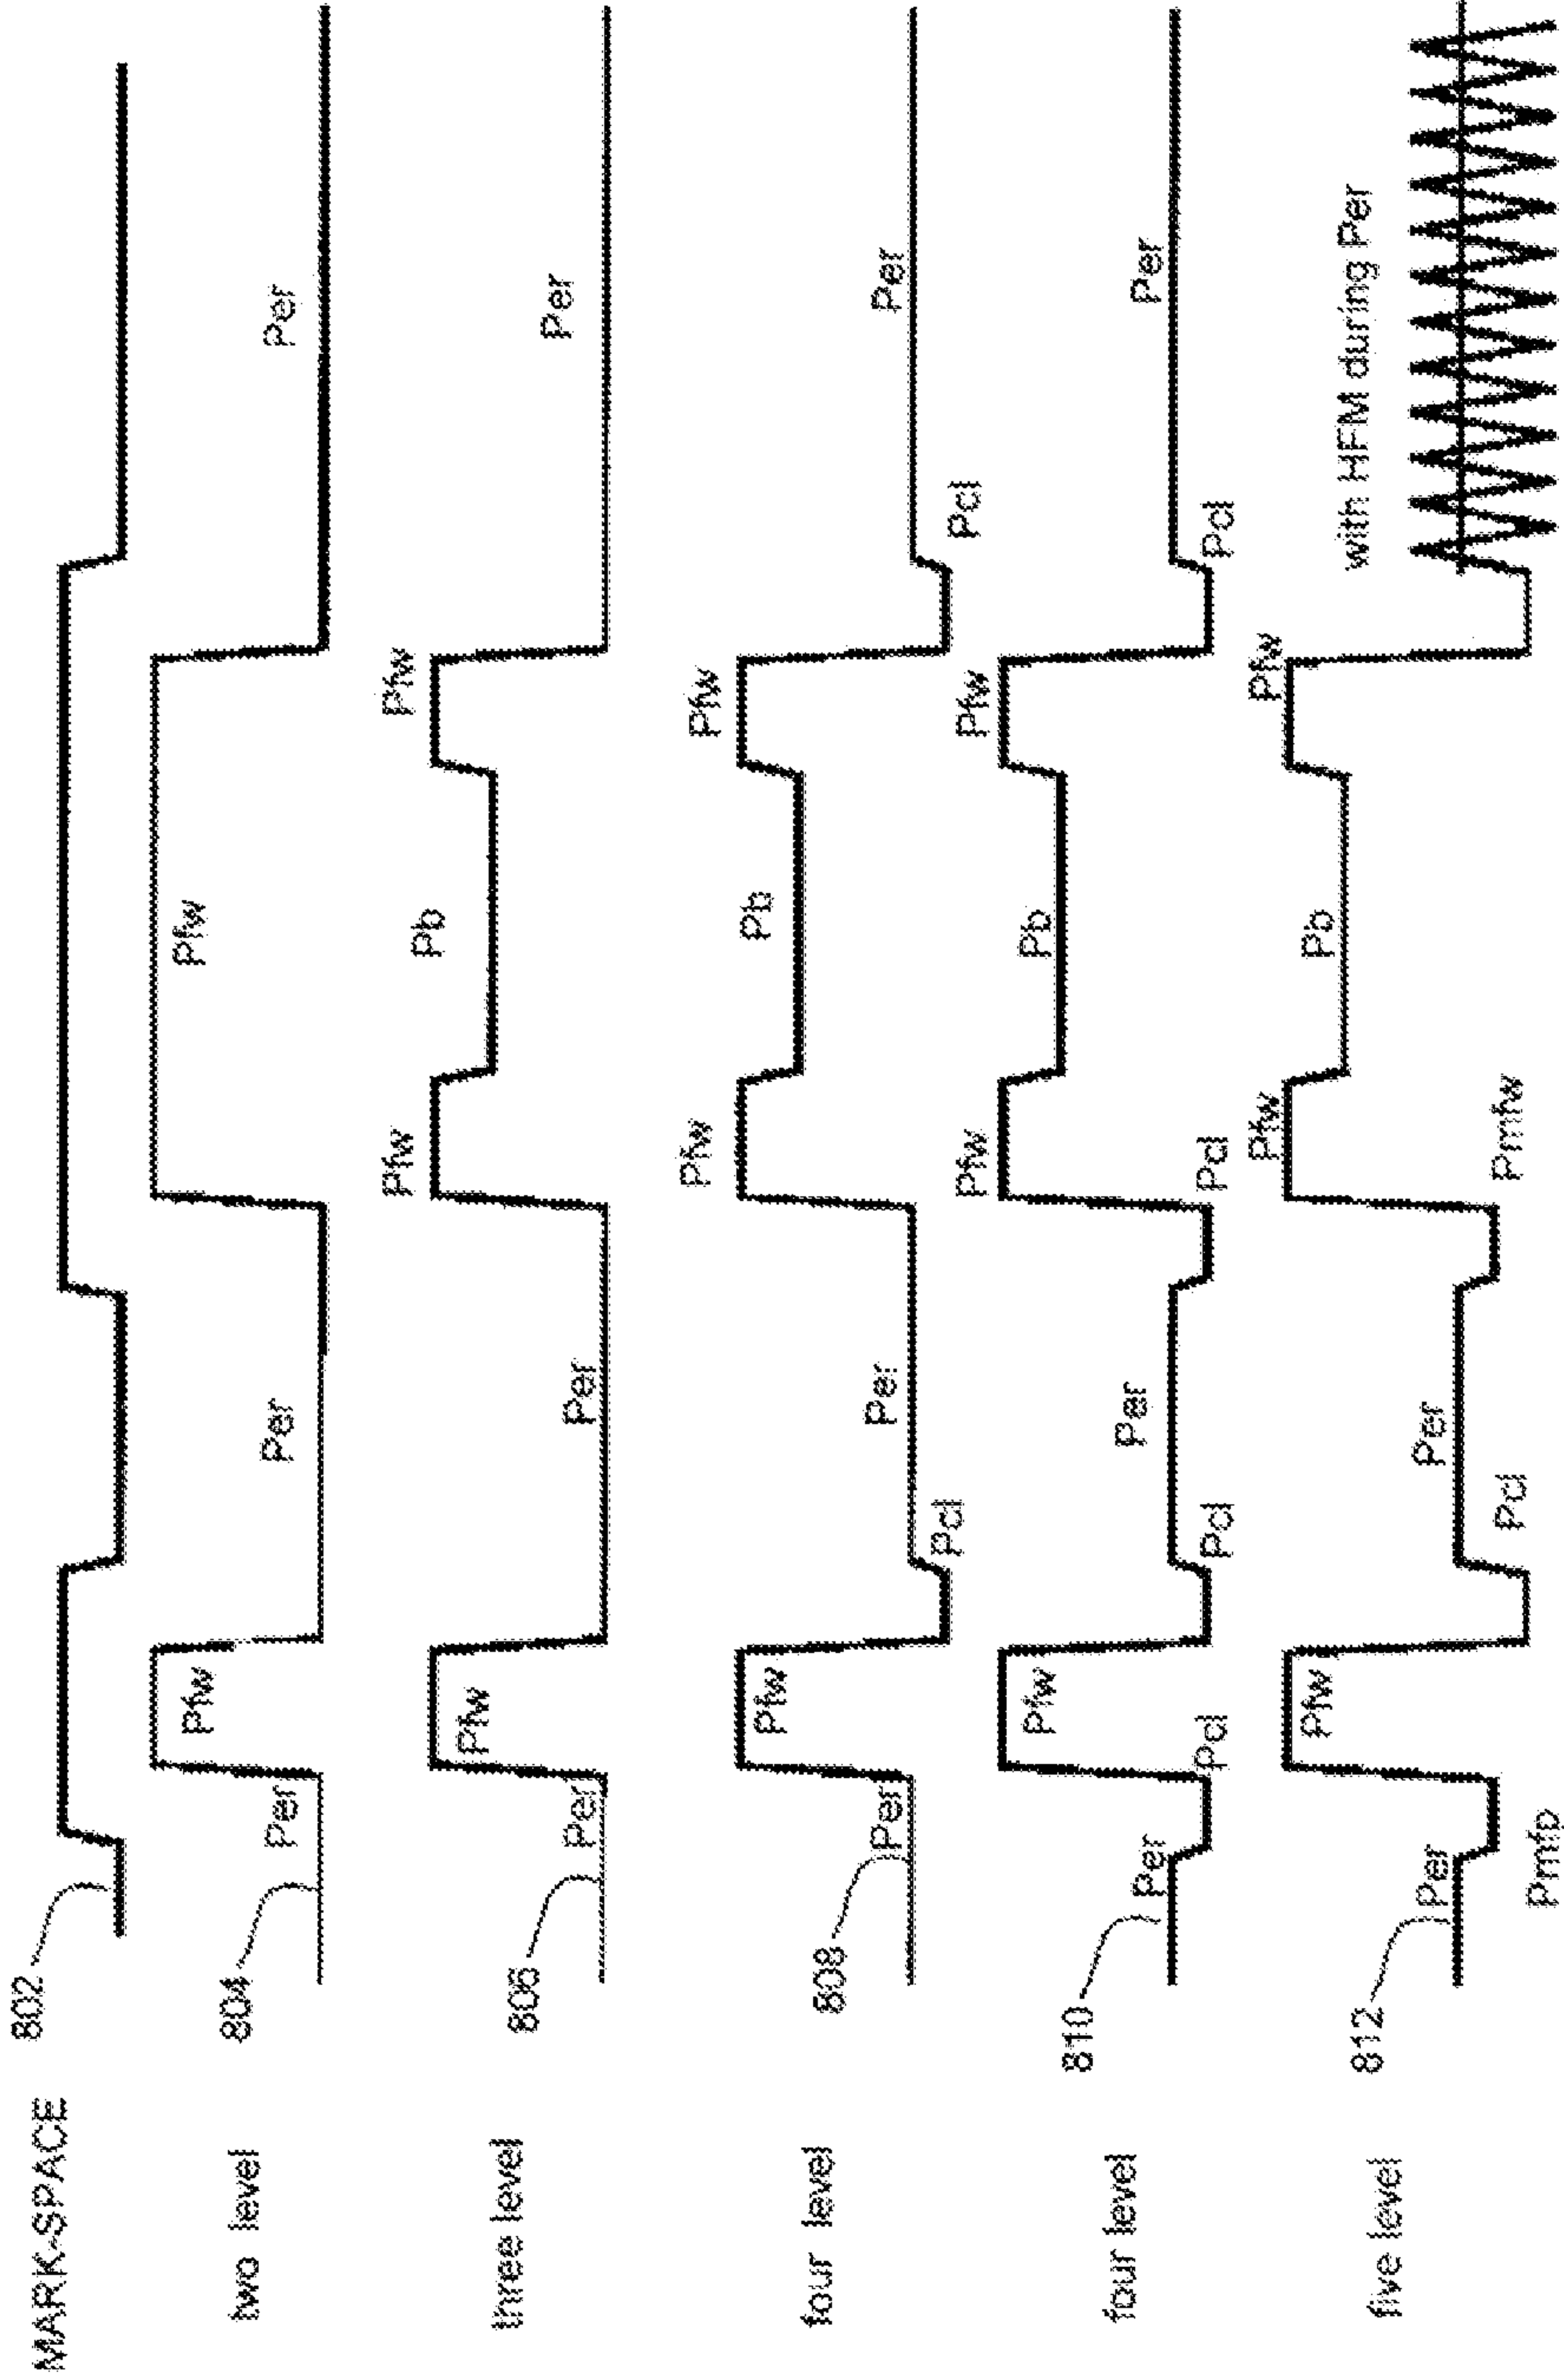 MARK-SPACE
802
two level
804
Per
Pfw
Per
Pfw
Per
three level
806
Per
Pfw
Per
Pfw
Pb
Pfw
Per
four level
808
Per
Pfw
Pcl
Per
Pfw
Pb
Pfw
Pcl
Per
four level
810
Per
Pcl
Pfw
Pcl
Per
Pcl
Pfw
Pb
Pfw
Pcl
Per
five level
812
Per
Pmfp
Pfw
Pcl
Per
Pmfw
Pfw
Pb
Pfw
with HFM during Per